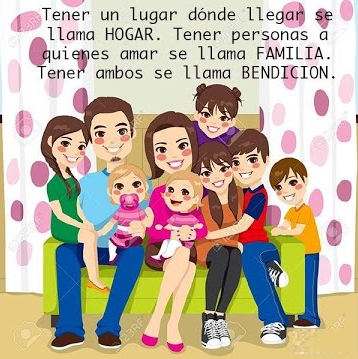 Tener un lugar dónde llegar se
llama HOGAR. Tener personas a
quienes amar se llama FAMILIA.
Tener ambos se llama BENDICION.